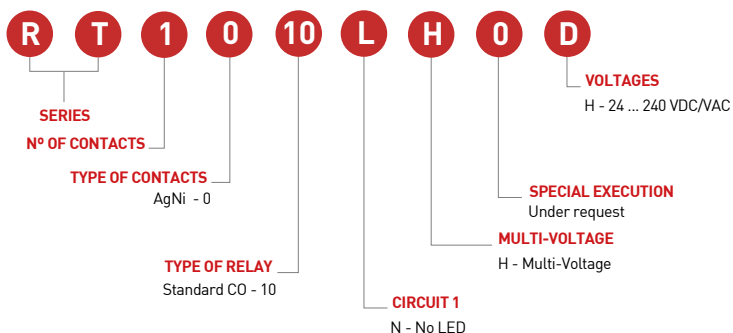 R T 1 0 10 L H 0 D
VOLTAGES
H - 24 ... 240 VDC/VAC
SERIES
Nº OF CONTACTS
TYPE OF CONTACTS
AgNi - 0
SPECIAL EXECUTION
Under request
MULTI-VOLTAGE
H - Multi-Voltage
TYPE OF RELAY
Standard CO - 10
CIRCUIT 1
N - No LED